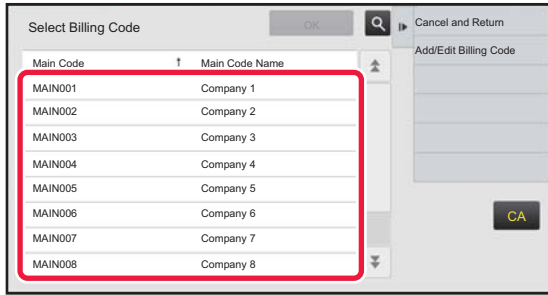 Select Billing Code
OK
Cancel and Return
Add/Edit Billing Code
Main Code ↑ Main Code Name
MAIN001 Company 1
MAIN002 Company 2
MAIN003 Company 3
MAIN004 Company 4
MAIN005 Company 5
MAIN006 Company 6
MAIN007 Company 7
MAIN008 Company 8
CA